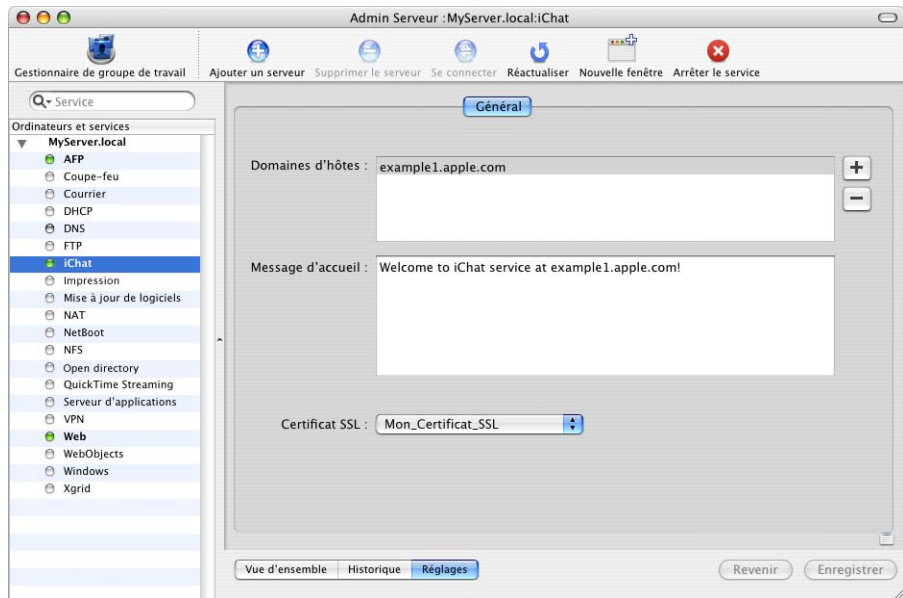 Admin Serveur :MyServer.local:iChat
Gestionnaire de groupe de travail
Ajouter un serveur
Supprimer le serveur
Se connecter
Réactualiser
Nouvelle fenêtre
Arrêter le service
Service
Ordinateurs et services
MyServer.local
AFP
Coupe-feu
Courrier
DHCP
DNS
FTP
iChat
Impression
Mise à jour de logiciels
NAT
NetBoot
NFS
Open directory
QuickTime Streaming
Serveur d'applications
VPN
Web
WebObjects
Windows
Xgrid
Général
Domaines d'hôtes :
example1.apple.com
Message d'accueil :
Welcome to iChat service at example1.apple.com!
Certificat SSL :
Mon_Certificat_SSL
Vue d'ensemble
Historique
Réglages
Revenir
Enregistrer